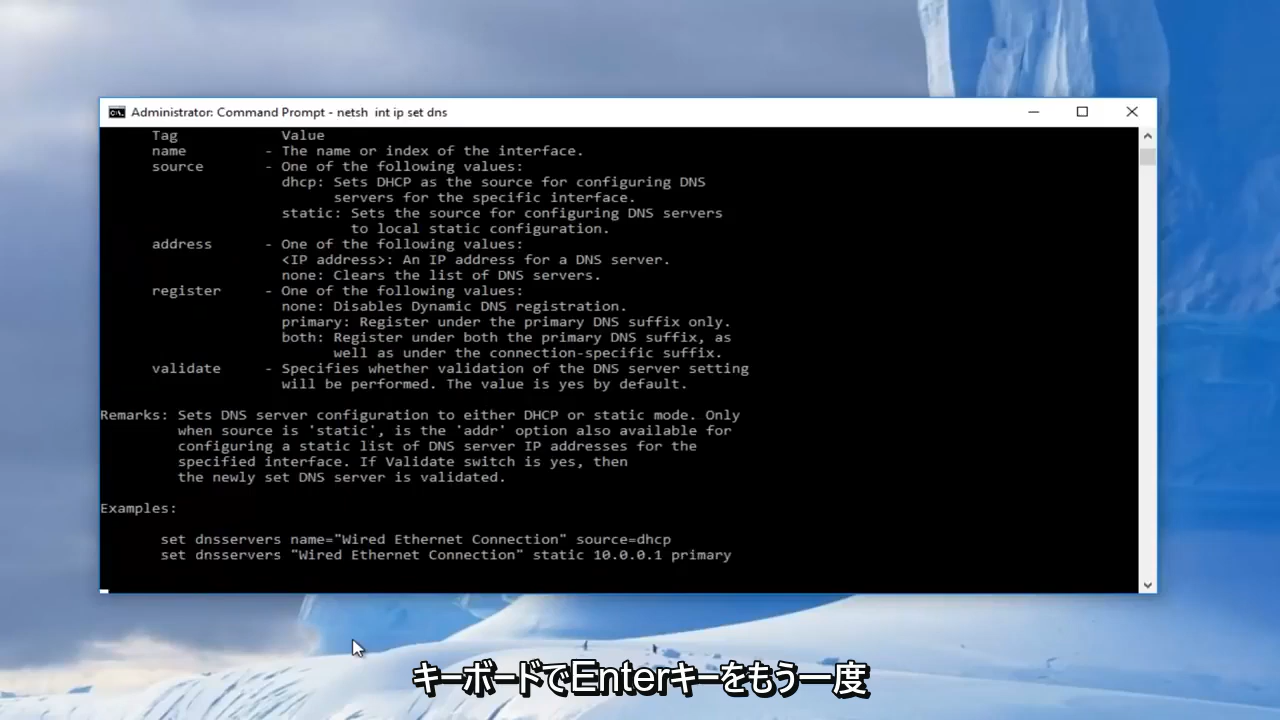 Administrator: Command Prompt - netsh  int ip set dns
Tag Value
name - The name or index of the interface.
source - One of the following values:
dhcp: Sets DHCP as the source for configuring DNS
servers for the specific interface.
static: Sets the source for configuring DNS servers
to local static configuration.
address - One of the following values:
<IP address>: An IP address for a DNS server.
none: Clears the list of DNS servers.
register - One of the following values:
none: Disables Dynamic DNS registration.
primary: Register under the primary DNS suffix only.
both: Register under both the primary DNS suffix, as
well as under the connection-specific suffix.
validate - Specifies whether validation of the DNS server setting
will be performed. The value is yes by default.
Remarks: Sets DNS server configuration to either DHCP or static mode. Only
when source is 'static', is the 'addr' option also available for
configuring a static list of DNS server IP addresses for the
specified interface. If Validate switch is yes, then
the newly set DNS server is validated.
Examples:
set dnsservers name="Wired Ethernet Connection" source=dhcp
set dnsservers "Wired Ethernet Connection" static 10.0.0.1 primary
キーボードでEnterキーをもう一度